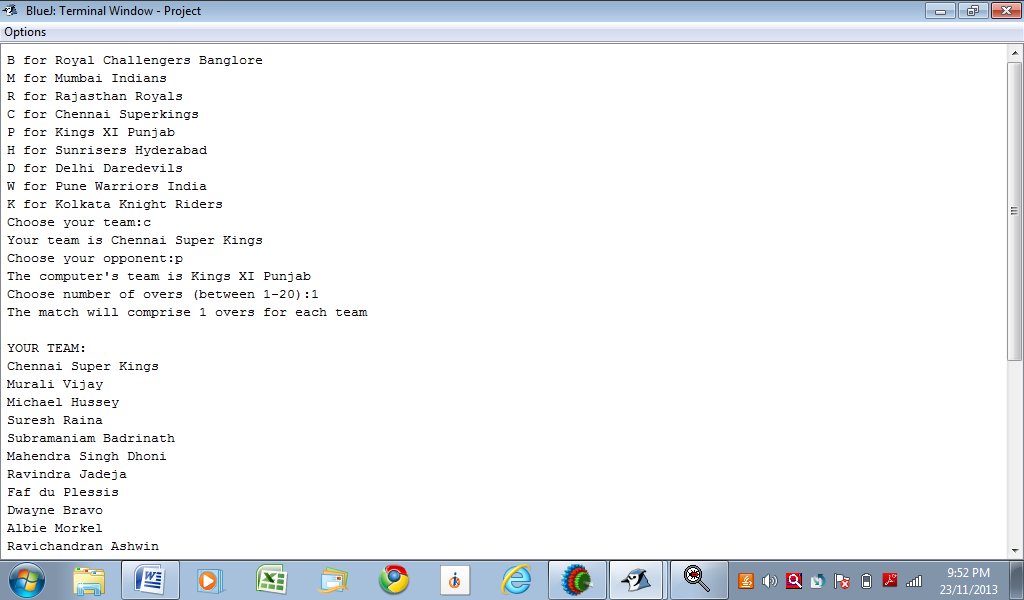 BlueJ: Terminal Window - Project
Options
B for Royal Challengers Banglore
M for Mumbai Indians
R for Rajasthan Royals
C for Chennai Superkings
P for Kings XI Punjab
H for Sunrisers Hyderabad
D for Delhi Daredevils
W for Pune Warriors India
K for Kolkata Knight Riders
Choose your team:c
Your team is Chennai Super Kings
Choose your opponent:p
The computer's team is Kings XI Punjab
Choose number of overs (between 1-20):1
The match will comprise 1 overs for each team
YOUR TEAM:
Chennai Super Kings
Murali Vijay
Michael Hussey
Suresh Raina
Subramaniam Badrinath
Mahendra Singh Dhoni
Ravindra Jadeja
Faf du Plessis
Dwayne Bravo
Albie Morkel
Ravichandran Ashwin
9:52 PM
23/11/2013